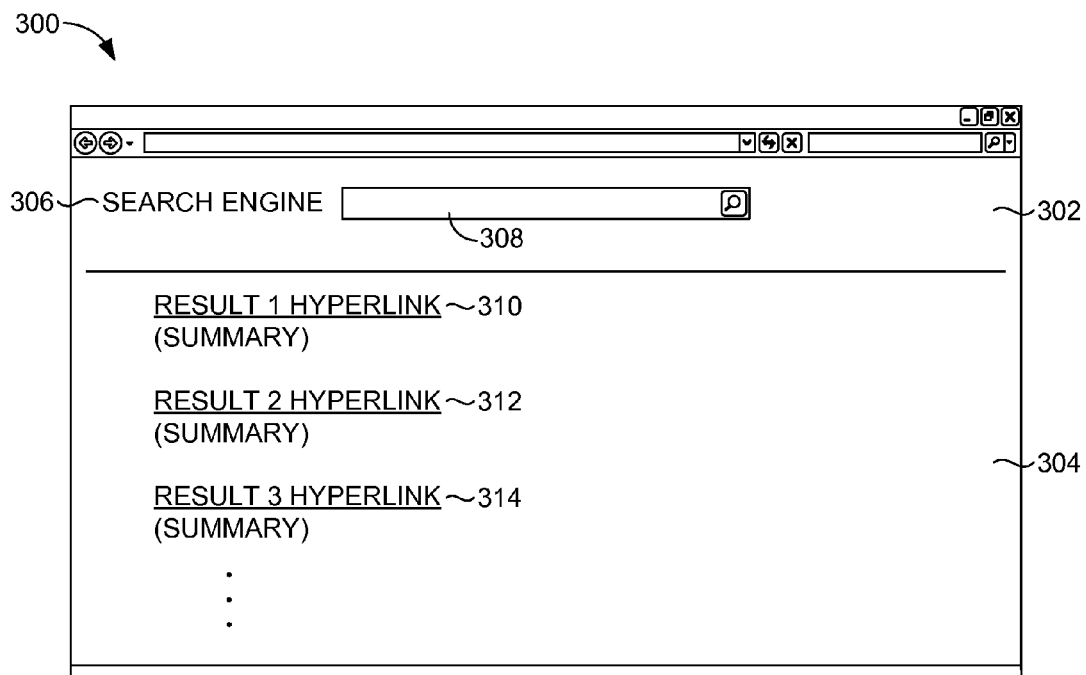 300
306 SEARCH ENGINE 308 302
RESULT 1 HYPERLINK 310
(SUMMARY)
RESULT 2 HYPERLINK 312
(SUMMARY)
304
RESULT 3 HYPERLINK 314
(SUMMARY)